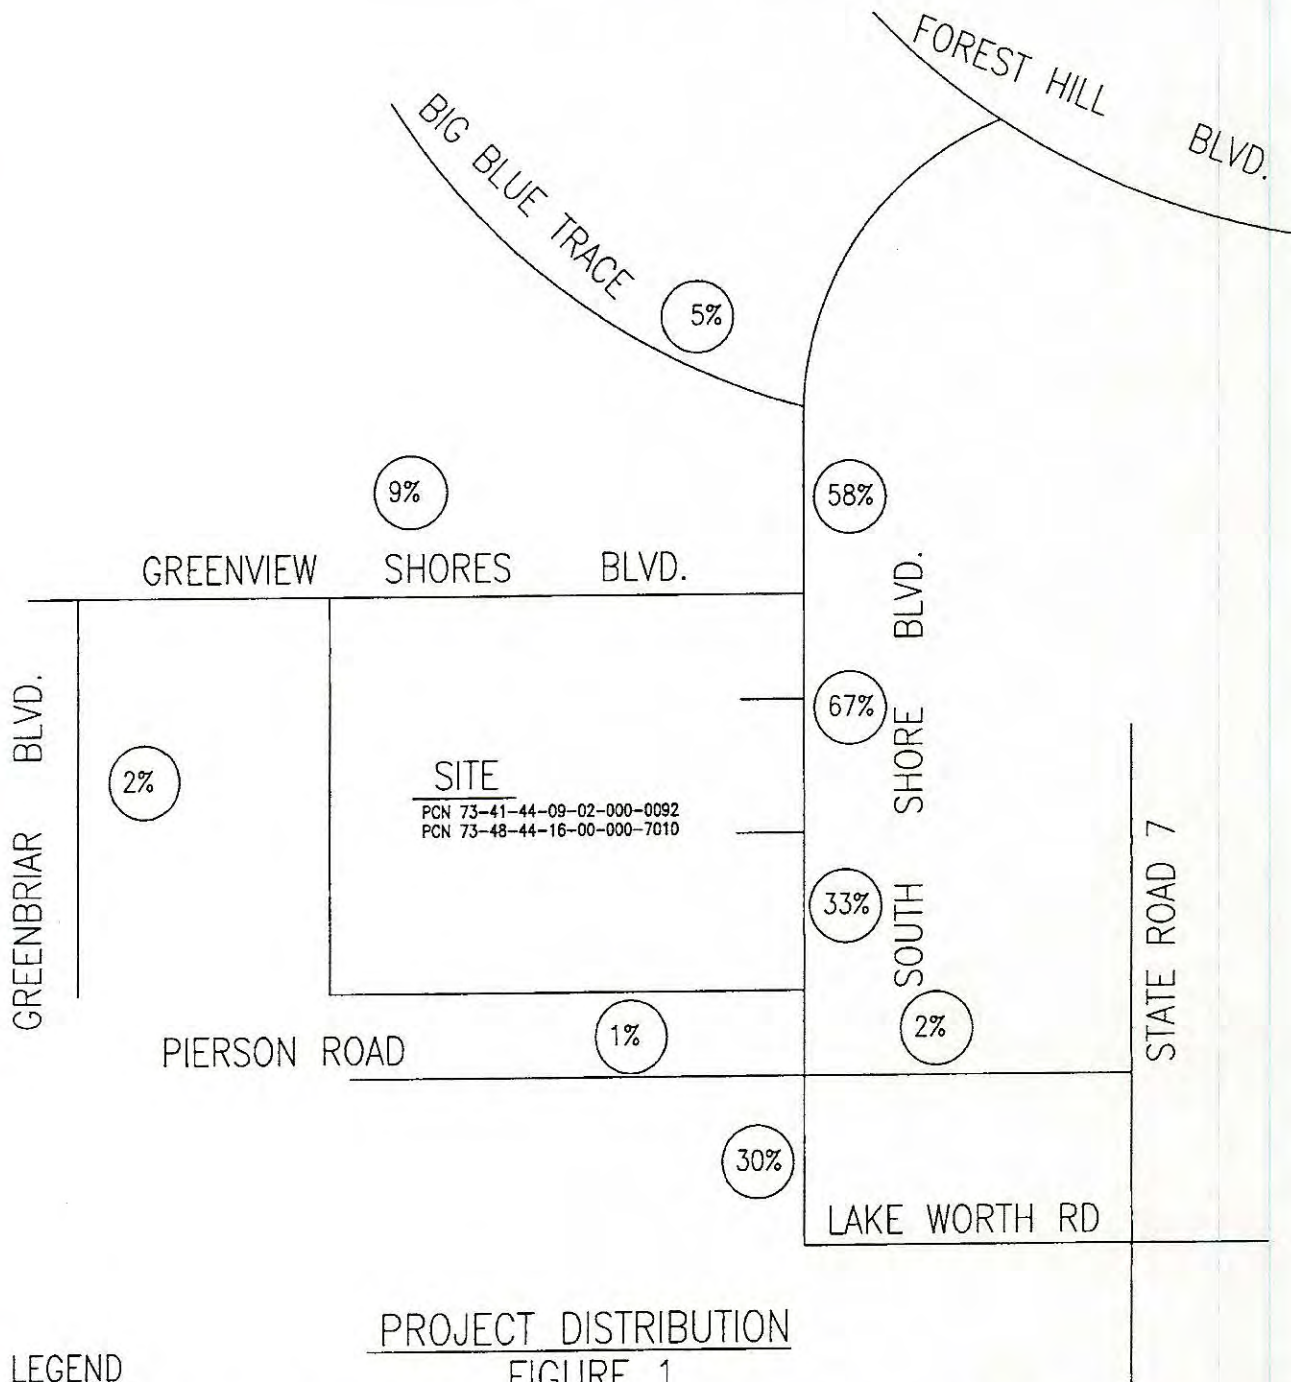 FOREST HILL BLVD.
BIG BLUE TRACE
5%
9%
58%
GREENVIEW SHORES BLVD.
SOUTH SHORE BLVD.
67%
GREENBRIAR BLVD.
2%
SITE
PCN 73-41-44-09-02-000-0092
PCN 73-48-44-16-00-000-7010
33%
STATE ROAD 7
PIERSON ROAD
1%
2%
30%
LAKE WORTH RD
PROJECT DISTRIBUTION
FIGURE 1
LEGEND